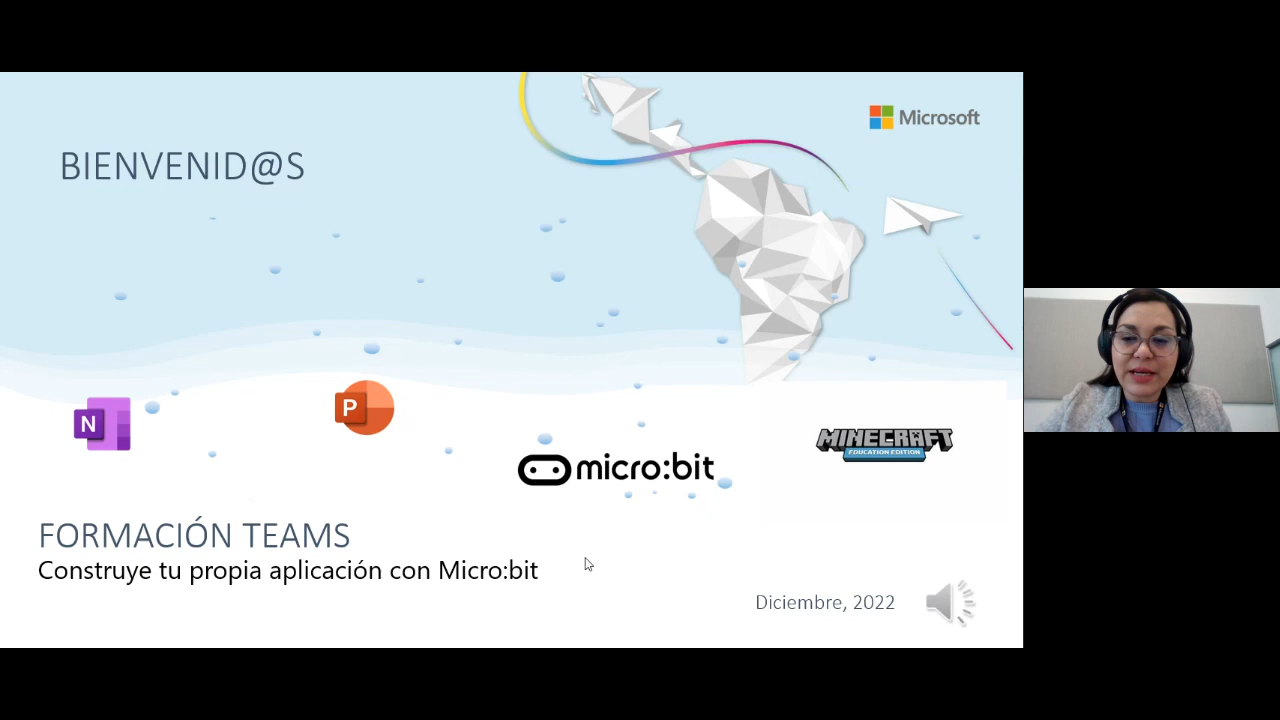 Microsoft
BIENVENID@S
N
P
MINECRAFT
EDUCATION EDITION
micro:bit
FORMACIÓN TEAMS
Construye tu propia aplicación con Micro:bit
Diciembre, 2022